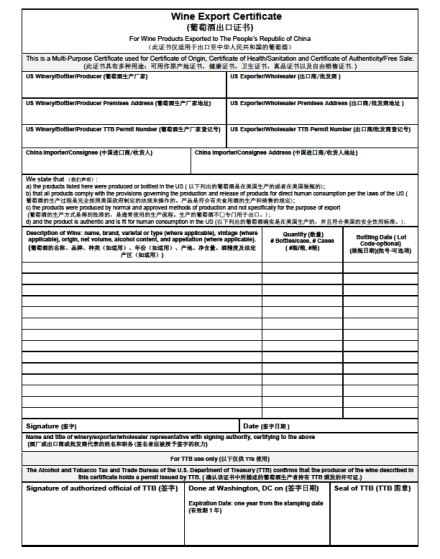 Wine Export Certificate
(葡萄酒出口证书)
For Wine Products Exported to The People's Republic of China
(此证书仅适用于出口至中华人民共和国的葡萄酒)
This is a Multi-Purpose Certificate used for Certificate of Origin, Certificate of Health/Sanitation and Certificate of Authenticity/Free Sale.
(此证书具有多种用途:可用作原产地证书,健康证书,卫生证书,真品证书以及自由销售证书.)
US Winery/Bottler/Producer (葡萄酒生产厂家)
US Exporter/Wholesaler (出口商/批发商)
US Winery/Bottler/Producer Premises Address (葡萄酒生产厂家地址)
US Exporter/Wholesaler Premises Address (出口商/批发商地址)
US Winery/Bottler/Producer TTB Permit Number (葡萄酒生产厂家登记号)
US Exporter/Wholesaler TTB Permit Number (出口商/批发商登记号)
China Importer/Consignee (中国进口商/收货人)
China Importer/Consignee Address (中国进口商/收货人地址)
We state that (我们声明):
a) the products listed here were produced or bottled in the US (以下列出的葡萄酒是在美国生产的或者在美国装瓶的);
b) that all products comply with the provisions governing the production and release of products for direct human consumption per the laws of the US (
葡萄酒的生产过程是完全按照美国政府制定的法规来操作的,产品是符合有关食用酒的生产和销售的规定);
c) the products were produced by normal and approved methods of production and not specifically for the purpose of export
(葡萄酒的生产方式是得到批准的,是通常使用的生产流程,生产的葡萄酒不□专门用于出口.);
d) and the product is authentic and is fit for human consumption in the US (以下列出的葡萄酒确实是在美国生产的,并且符合美国的安全饮用标准.).
Description of Wine: name, brand, varietal or type (where applicable), vintage (where
applicable), origin, net volume, alcohol content, and appellation (where applicable).
(葡萄酒的名称、品牌、种类(如适用)、年份(如适用)、产地、净含量、酒精度及法定
产区(如适用))
Quantity (数量)
# Bottles/case, # Cases
(#瓶/箱, #箱)
Bottling Date ( Lot
Code-optional)
(装瓶日期)(批号-可选项)
Signature (签字)
Date (签字日期)
Name and title of winery/exporter/wholesaler representative with signing authority, certifying to the above
(酒厂或出口商或批发商代表的姓名和职务(签名者应被授予签字的权力)
For TTB use only (以下仅供 TTB 使用)
The Alcohol and Tobacco Tax and Trade Bureau of the U.S. Department of Treasury (TTB) confirms that the producer of the wine described in
this certificate holds a permit issued by TTB. (确认该证书中所描述的葡萄酒生产者持有 TTB 颁发的许可证.)
Signature of authorized official of TTB (签字)
Done at Washington, DC on (签字日期)
Seal of TTB (TTB 图章)
Expiration Date: one year from the stamping date
(有效期 1 年)